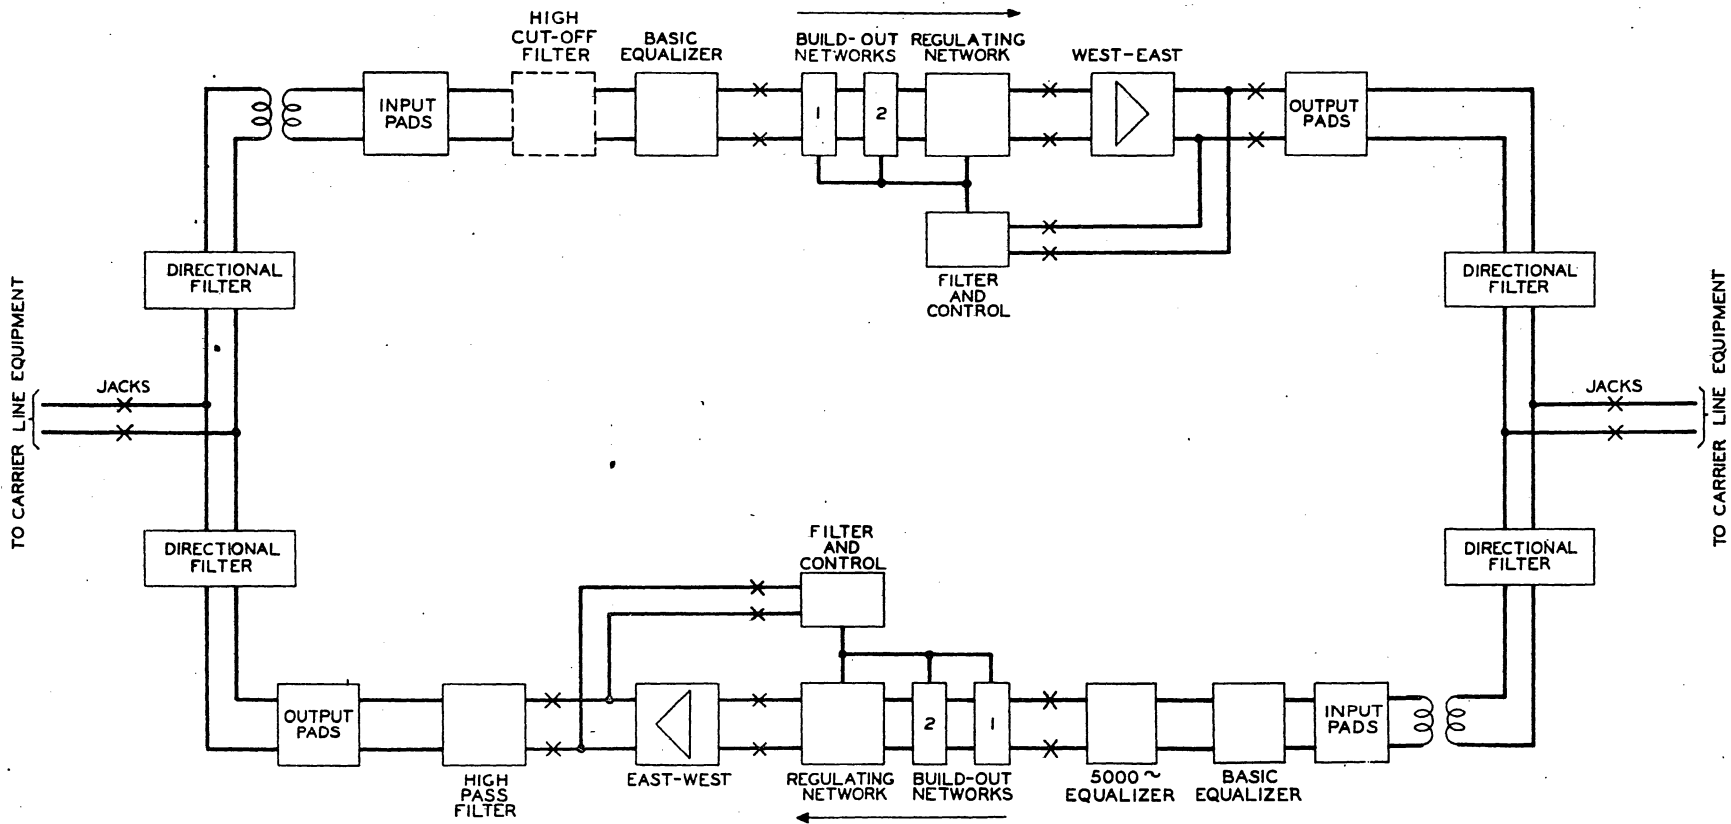 HIGH
CUT-OFF
FILTER
BASIC
EQUALIZER
BUILD-OUT
NETWORKS
REGULATING
NETWORK
WEST-EAST
INPUT
PADS
1
2
OUTPUT
PADS
FILTER
AND
CONTROL
DIRECTIONAL
FILTER
DIRECTIONAL
FILTER
TO CARRIER LINE EQUIPMENT
JACKS
JACKS
TO CARRIER LINE EQUIPMENT
DIRECTIONAL
FILTER
DIRECTIONAL
FILTER
FILTER
AND
CONTROL
OUTPUT
PADS
2
1
INPUT
PADS
HIGH
PASS
FILTER
EAST-WEST
REGULATING
NETWORK
BUILD-OUT
NETWORKS
5000~
EQUALIZER
BASIC
EQUALIZER